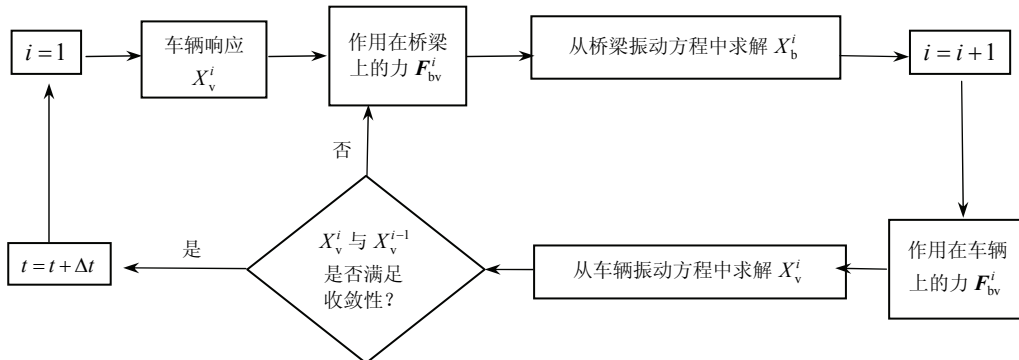 i = 1
车辆响应
X_v^i
作用在桥梁
上的力 F_bv^i
从桥梁振动方程中求解 X_b^i
i = i + 1
否
是
t = t + Δt
X_v^i 与 X_v^{i−1}
是否满足
收敛性？
从车辆振动方程中求解 X_v^i
作用在车辆
上的力 F_bv^i